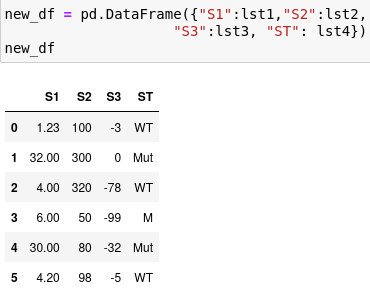 new_df = pd.DataFrame({"S1":lst1,"S2":lst2,
"S3":lst3, "ST": lst4})
new_df
S1 S2 S3 ST
0 1.23 100 -3 WT
1 32.00 300 0 Mut
2 4.00 320 -78 WT
3 6.00 50 -99 M
4 30.00 80 -32 Mut
5 4.20 98 -5 WT